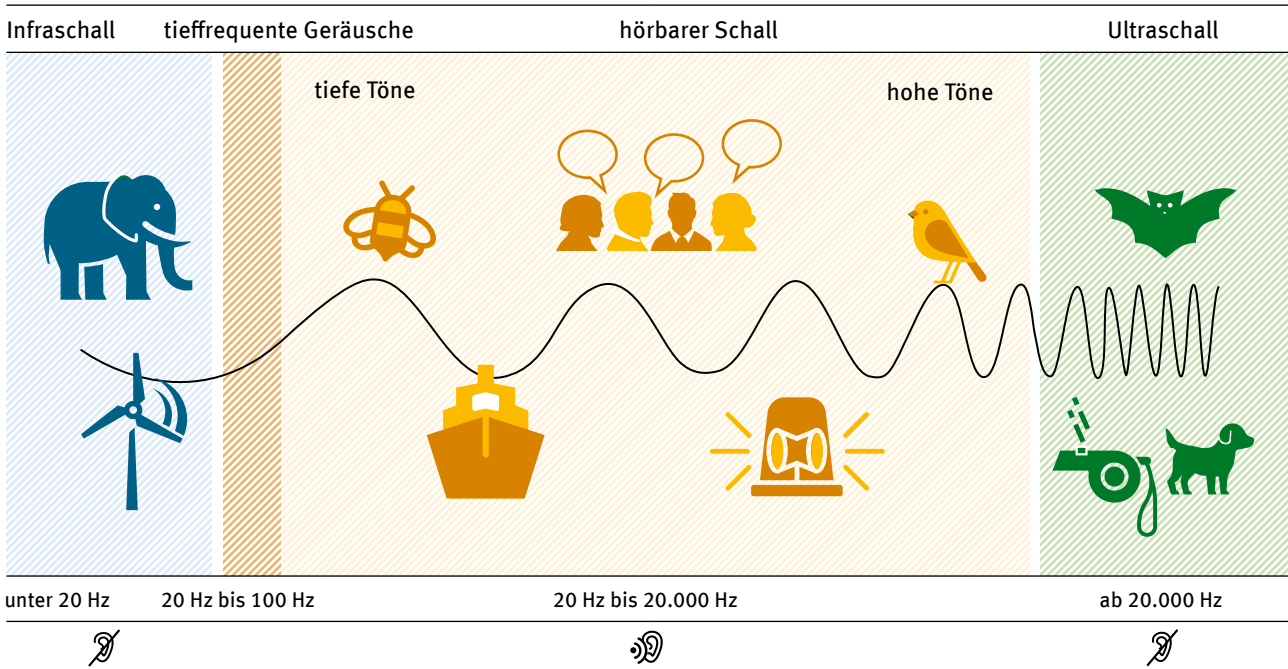 Infraschall tieffrequente Geräusche hörbarer Schall Ultraschall
tiefe Töne hohe Töne
unter 20 Hz 20 Hz bis 100 Hz 20 Hz bis 20.000 Hz ab 20.000 Hz